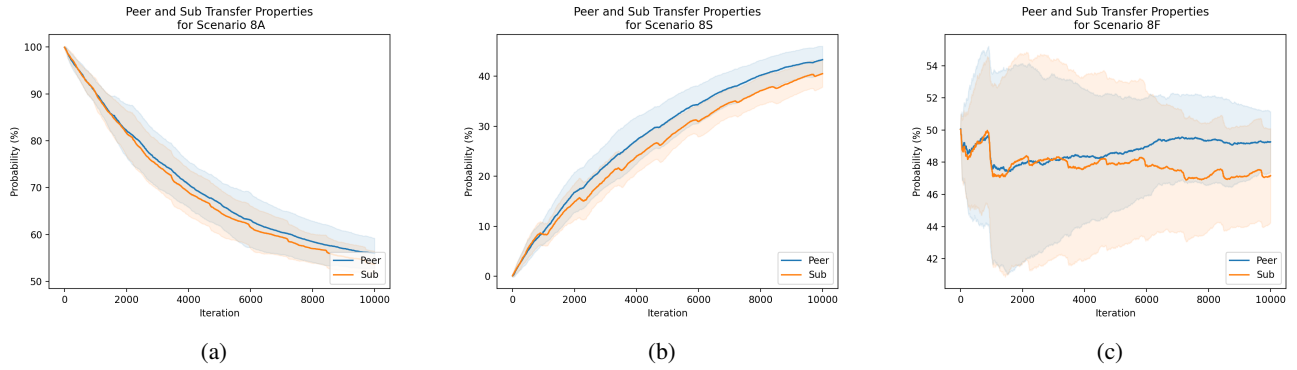 Peer and Sub Transfer Properties
for Scenario 8A
Probability (%)
100
90
80
70
60
50
0
2000
4000
6000
8000
10000
Iteration
Peer
Sub
(a)
Peer and Sub Transfer Properties
for Scenario 8S
Probability (%)
40
30
20
10
0
0
2000
4000
6000
8000
10000
Iteration
Peer
Sub
(b)
Peer and Sub Transfer Properties
for Scenario 8F
Probability (%)
54
52
50
48
46
44
42
0
2000
4000
6000
8000
10000
Iteration
Peer
Sub
(c)